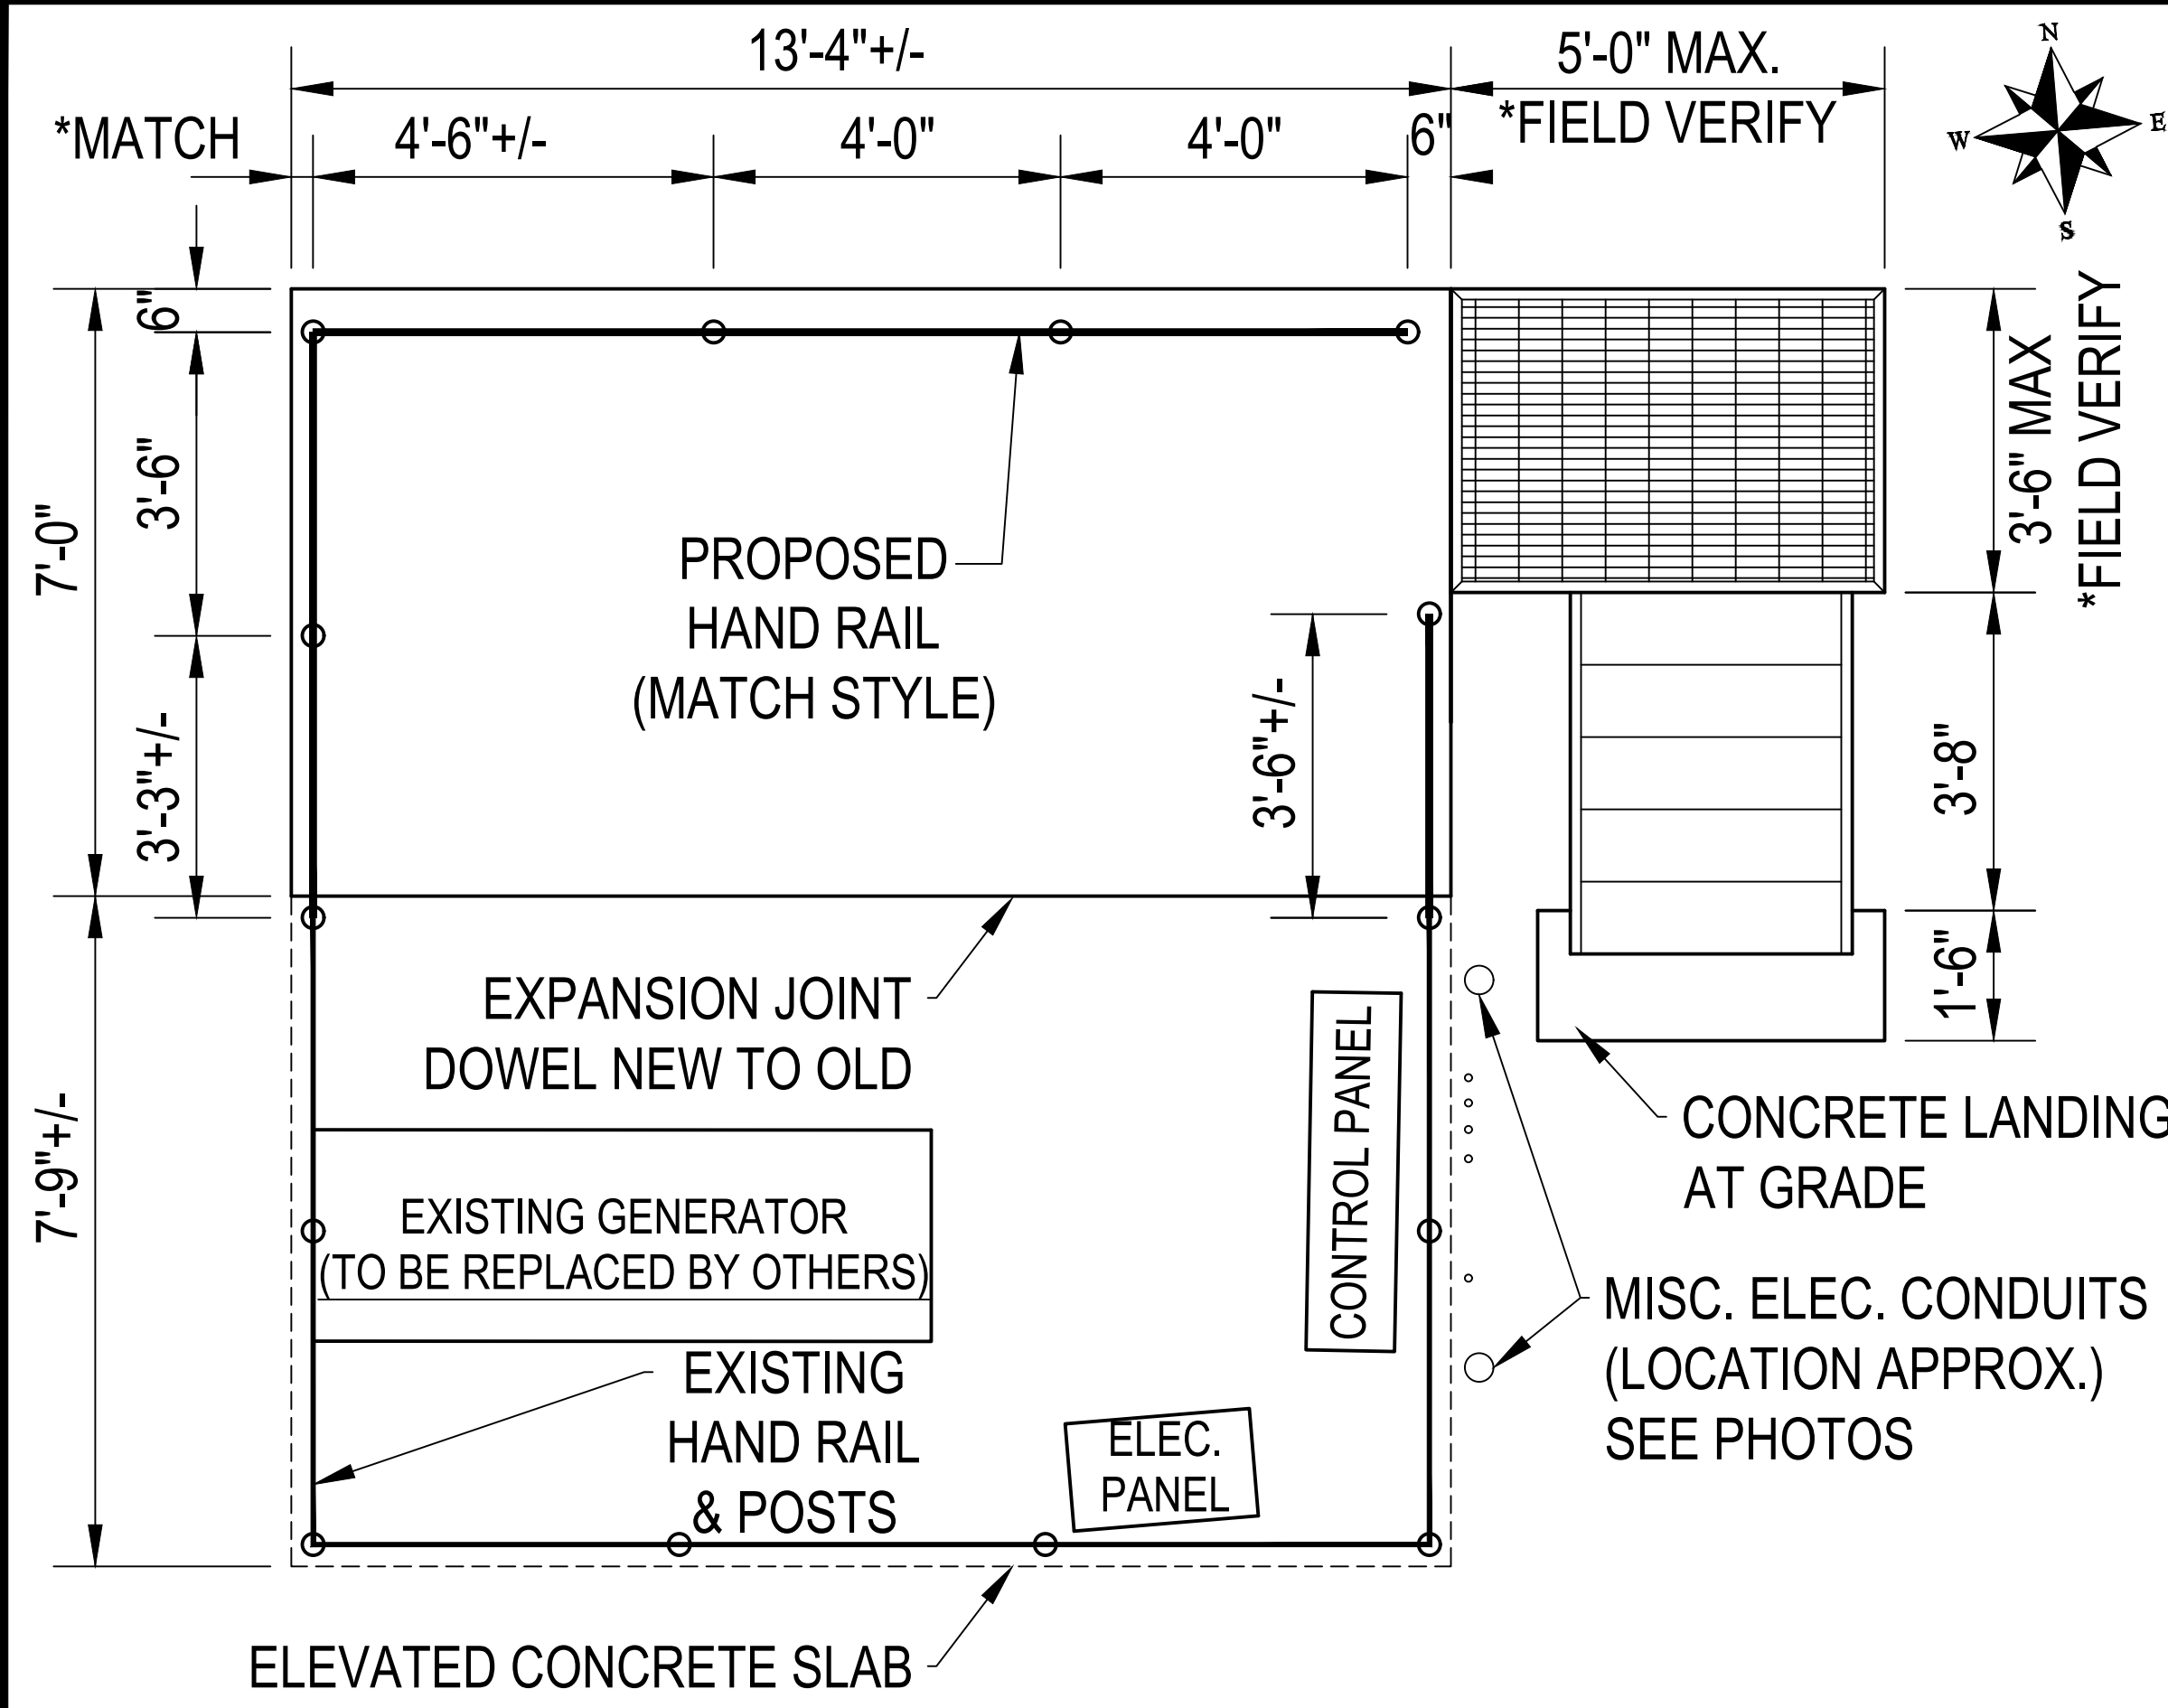 13'-4"+/-
5'-0" MAX.
*FIELD VERIFY
N
E
W
S
*MATCH
4'-6"+/-
4'-0"
4'-0"
6"
6"
3'-6"
7'-0"
3'-3"+/-
7'-9"+/-
PROPOSED
HAND RAIL
(MATCH STYLE)
3'-6"+/-
3'-6" MAX
*FIELD VERIFY
3'-8"
1'-6"
EXPANSION JOINT
DOWEL NEW TO OLD
CONTROL PANEL
CONCRETE LANDING
AT GRADE
EXISTING GENERATOR
(TO BE REPLACED BY OTHERS)
MISC. ELEC. CONDUITS
(LOCATION APPROX.)
SEE PHOTOS
EXISTING
HAND RAIL
& POSTS
ELEC.
PANEL
ELEVATED CONCRETE SLAB